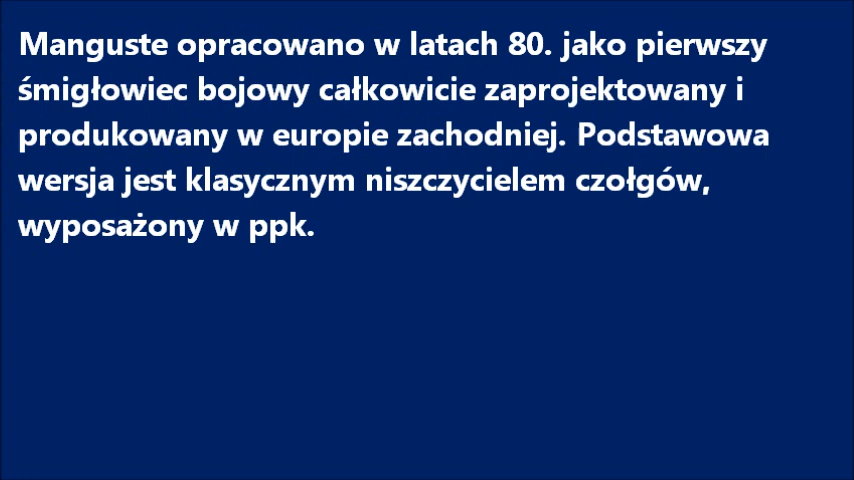 Manguste opracowano w latach 80. jako pierwszy
śmigłowiec bojowy całkowicie zaprojektowany i
produkowany w europie zachodniej. Podstawowa
wersja jest klasycznym niszczycielem czołgów,
wyposażony w ppk.